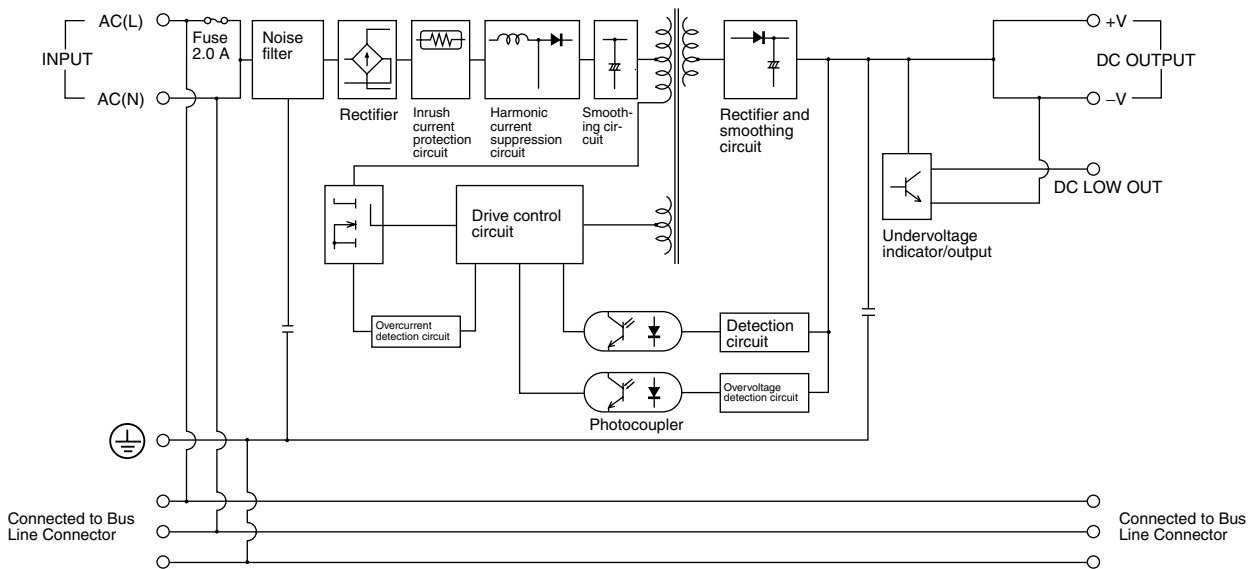 AC(L)
INPUT
AC(N)
Fuse
2.0 A
Noise
filter
Rectifier
Inrush
current
protection
circuit
Harmonic
current
suppression
circuit
Smooth-
ing cir-
cuit
Rectifier and
smoothing
circuit
+V
DC OUTPUT
–V
DC LOW OUT
Undervoltage
indicator/output
Drive control
circuit
Overcurrent
detection circuit
Detection
circuit
Overvoltage
detection circuit
Photocoupler
Connected to Bus
Line Connector
Connected to Bus
Line Connector